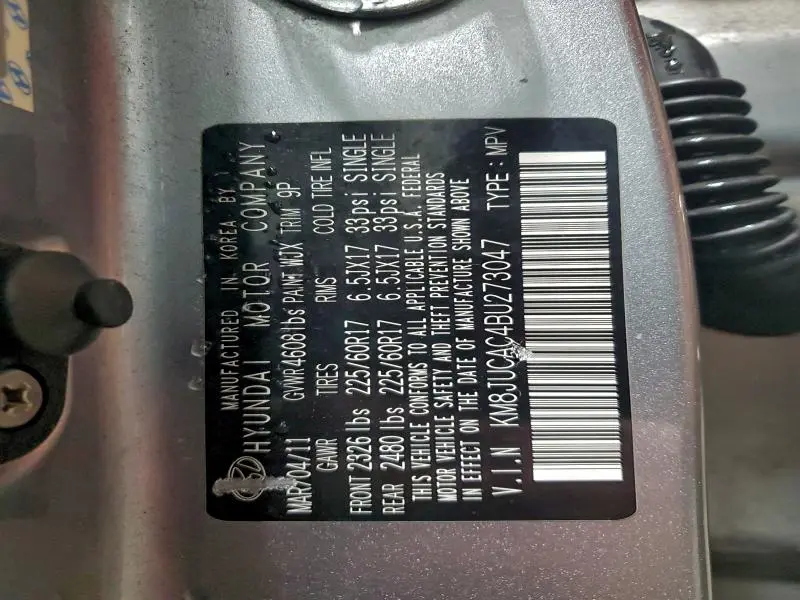 MANUFACTURED IN KOREA BY
HYUNDAI MOTOR COMPANY
MAR/04/11 GVWR 4608lbs PAINT WJX TRIM 9P
GAWR TIRES RMS COLD TIRE INFL
FRONT 2326 lbs 225/60R17 6.5JX17 33psi SINGLE
REAR 2480 lbs 225/60R17 6.5JX17 33psi SINGLE
THIS VEHICLE CONFORMS TO ALL APPLICABLE U.S.A. FEDERAL
MOTOR VEHICLE SAFETY AND THEFT PREVENTION STANDARDS
IN EFFECT ON THE DATE OF MANUFACTURE SHOWN ABOVE
V.I.N KM8JUCAC4BU273047 TYPE : MPV